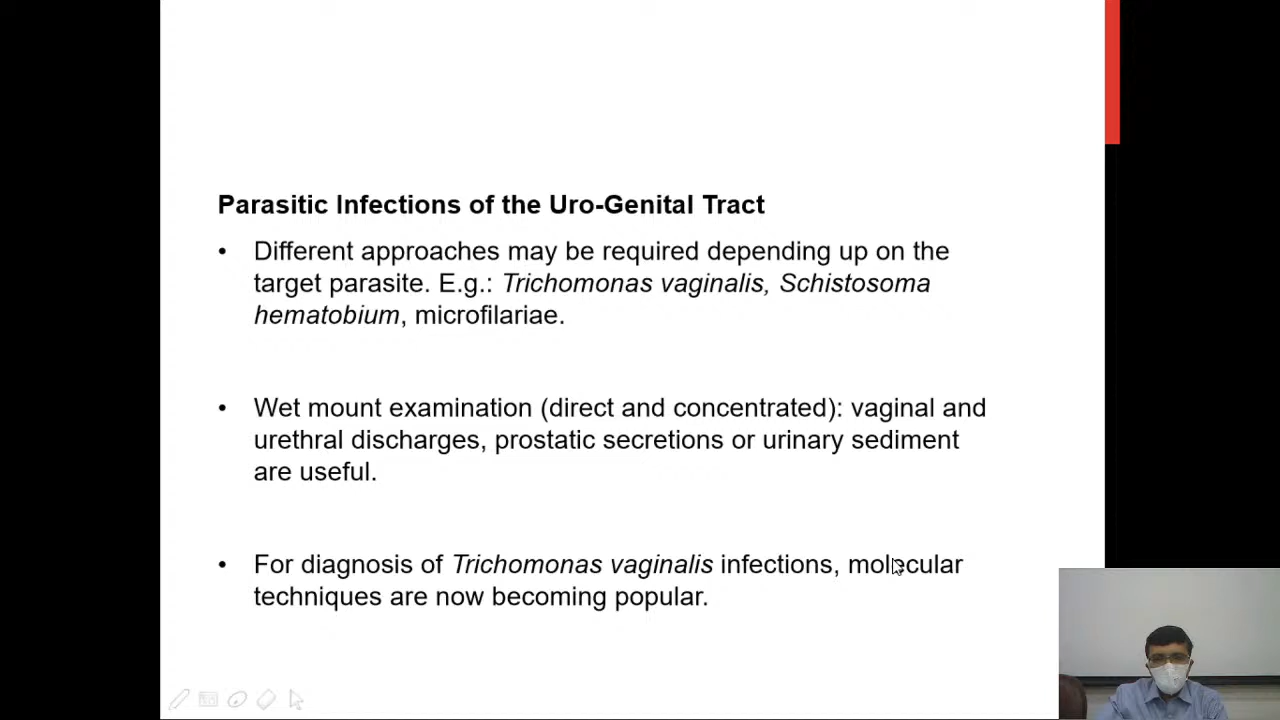 Parasitic Infections of the Uro-Genital Tract
• Different approaches may be required depending up on the
target parasite. E.g.: Trichomonas vaginalis, Schistosoma
hematobium, microfilariae.
• Wet mount examination (direct and concentrated): vaginal and
urethral discharges, prostatic secretions or urinary sediment
are useful.
• For diagnosis of Trichomonas vaginalis infections, molecular
techniques are now becoming popular.